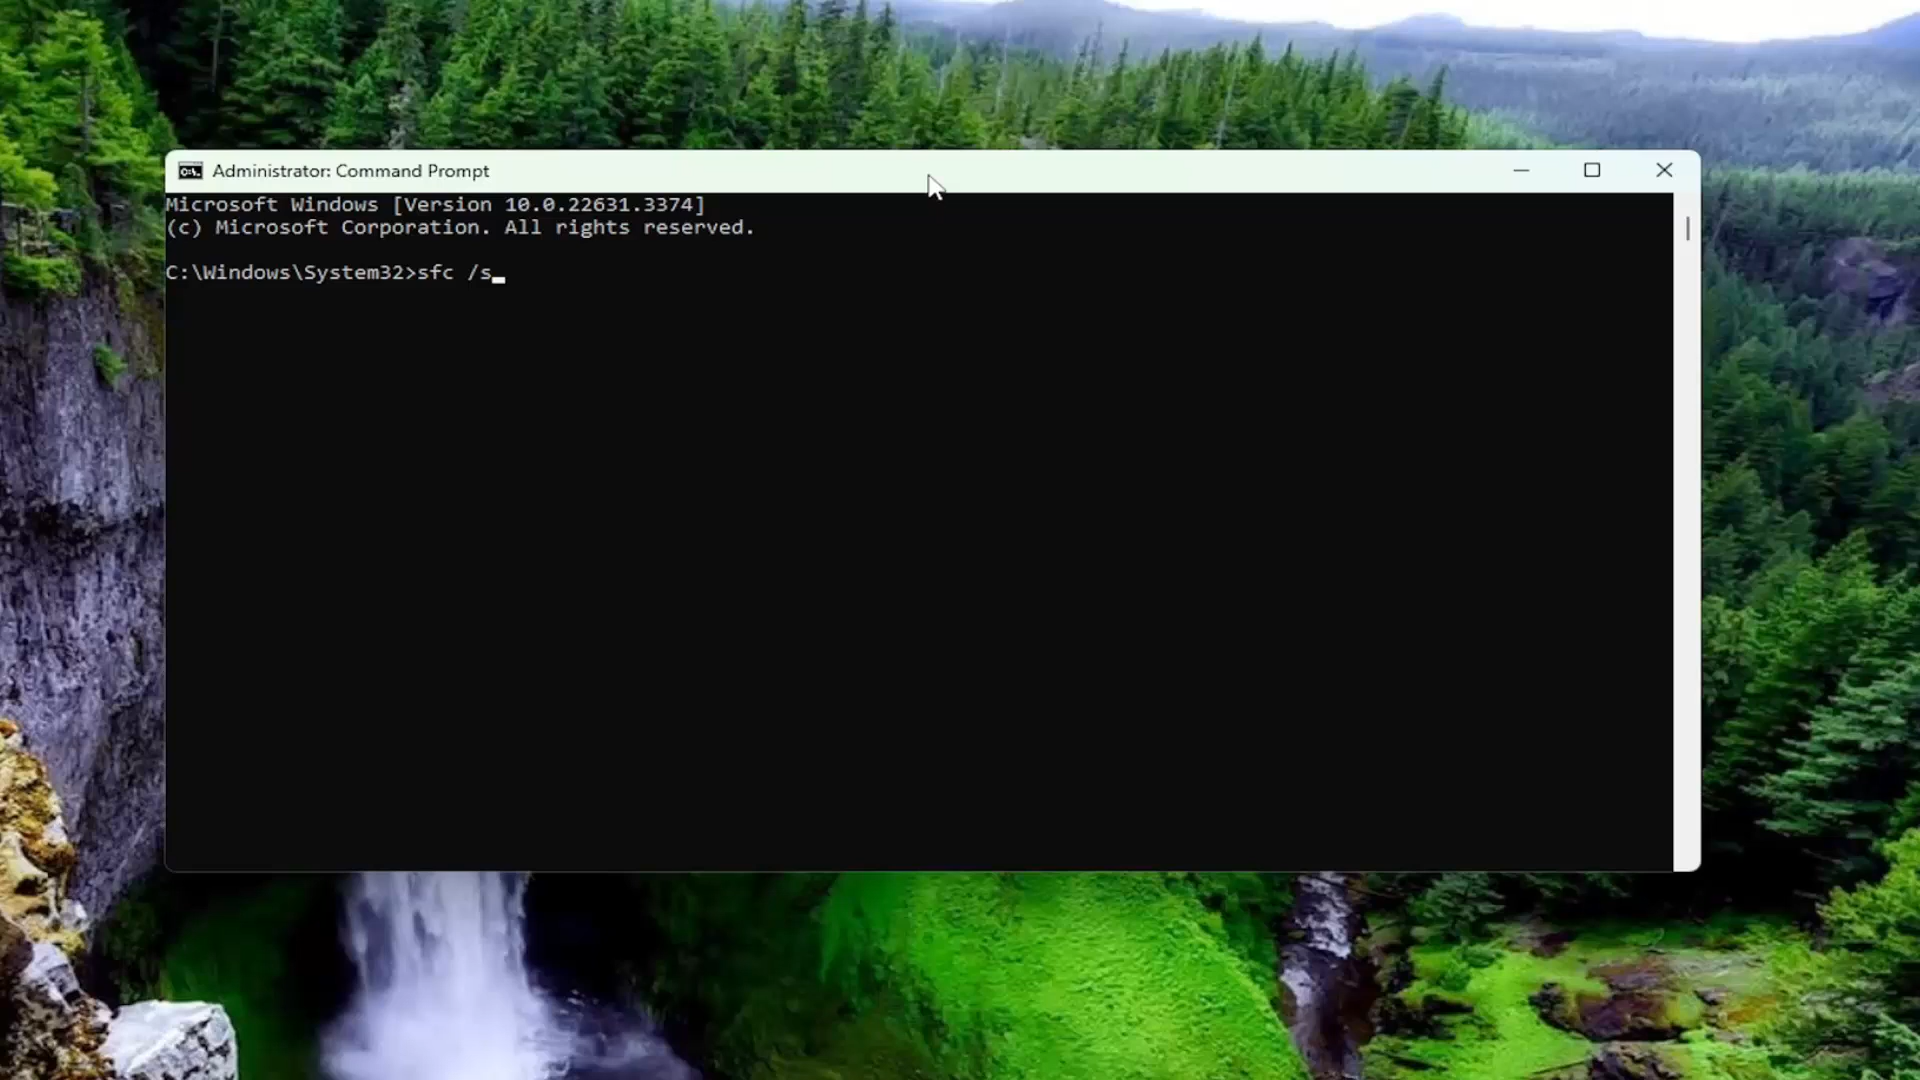 Administrator: Command Prompt
Microsoft Windows [Version 10.0.22631.3374]
(c) Microsoft Corporation. All rights reserved.
C:\Windows\System32>sfc /s